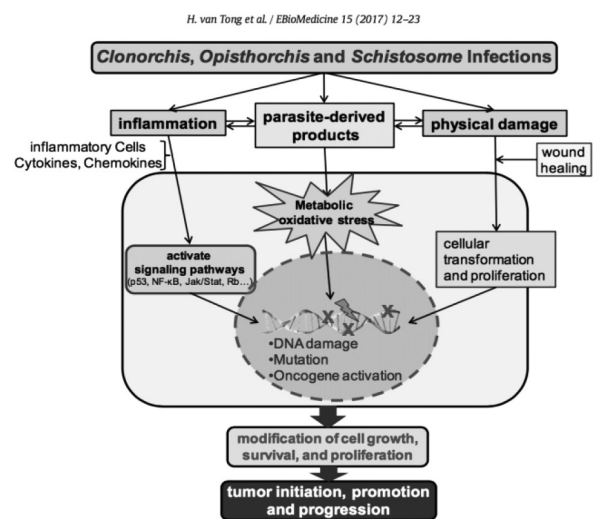 H. van Tong et al. / EBioMedicine 15 (2017) 12–23
Clonorchis, Opisthorchis and Schistosome Infections
inflammation
parasite-derived
products
physical damage
inflammatory Cells
Cytokines, Chemokines
wound
healing
Metabolic
oxidative stress
activate
signaling pathways
(p53, NF-κB, Jak/Stat, Rb...)
cellular
transformation
and proliferation
X
X
X
•DNA damage
•Mutation
•Oncogene activation
modification of cell growth,
survival, and proliferation
tumor initiation, promotion
and progression